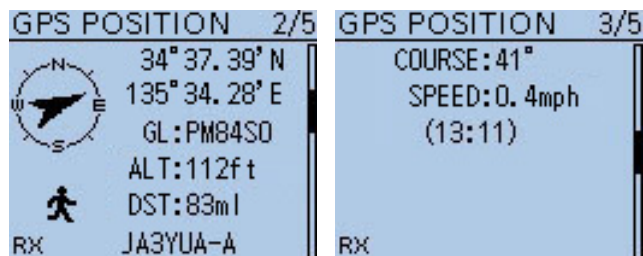 GPS POSITION 2/5
N
W E
S
34°37.39'N
135°34.28'E
GL:PM84SO
ALT:112ft
DST:83ml
RX JA3YUA-A
GPS POSITION 3/5
COURSE:41°
SPEED:0.4mph
(13:11)
RX